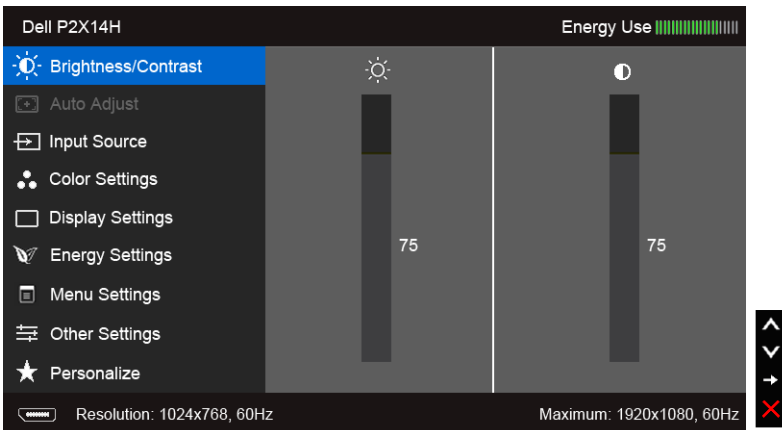 Dell P2X14H
Energy Use
Brightness/Contrast
Auto Adjust
Input Source
Color Settings
Display Settings
Energy Settings
Menu Settings
Other Settings
Personalize
75
75
Resolution: 1024x768, 60Hz
Maximum: 1920x1080, 60Hz